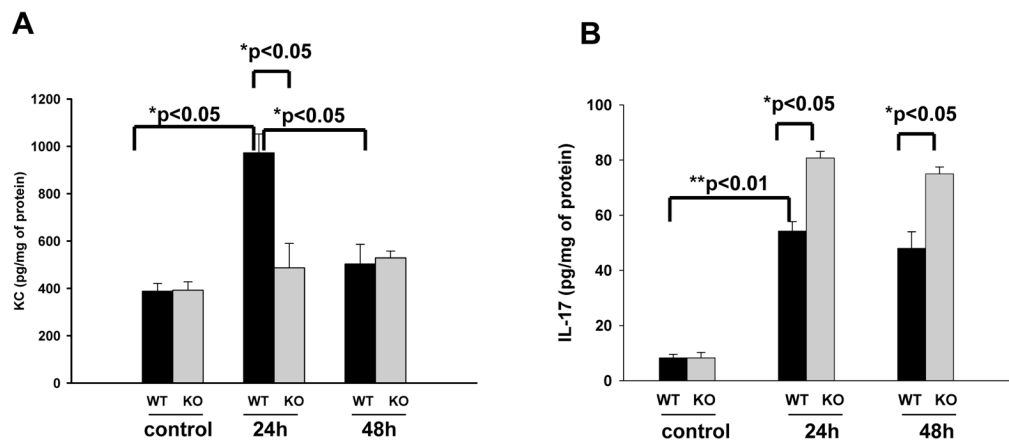 A
*p<0.05
*p<0.05
*p<0.05
1200
1000
800
600
400
200
0
KC (pg/mg of protein)
WT KO WT KO WT KO
control 24h 48h
B
*p<0.05
*p<0.05
**p<0.01
100
80
60
40
20
0
IL-17 (pg/mg of protein)
WT KO WT KO WT KO
control 24h 48h